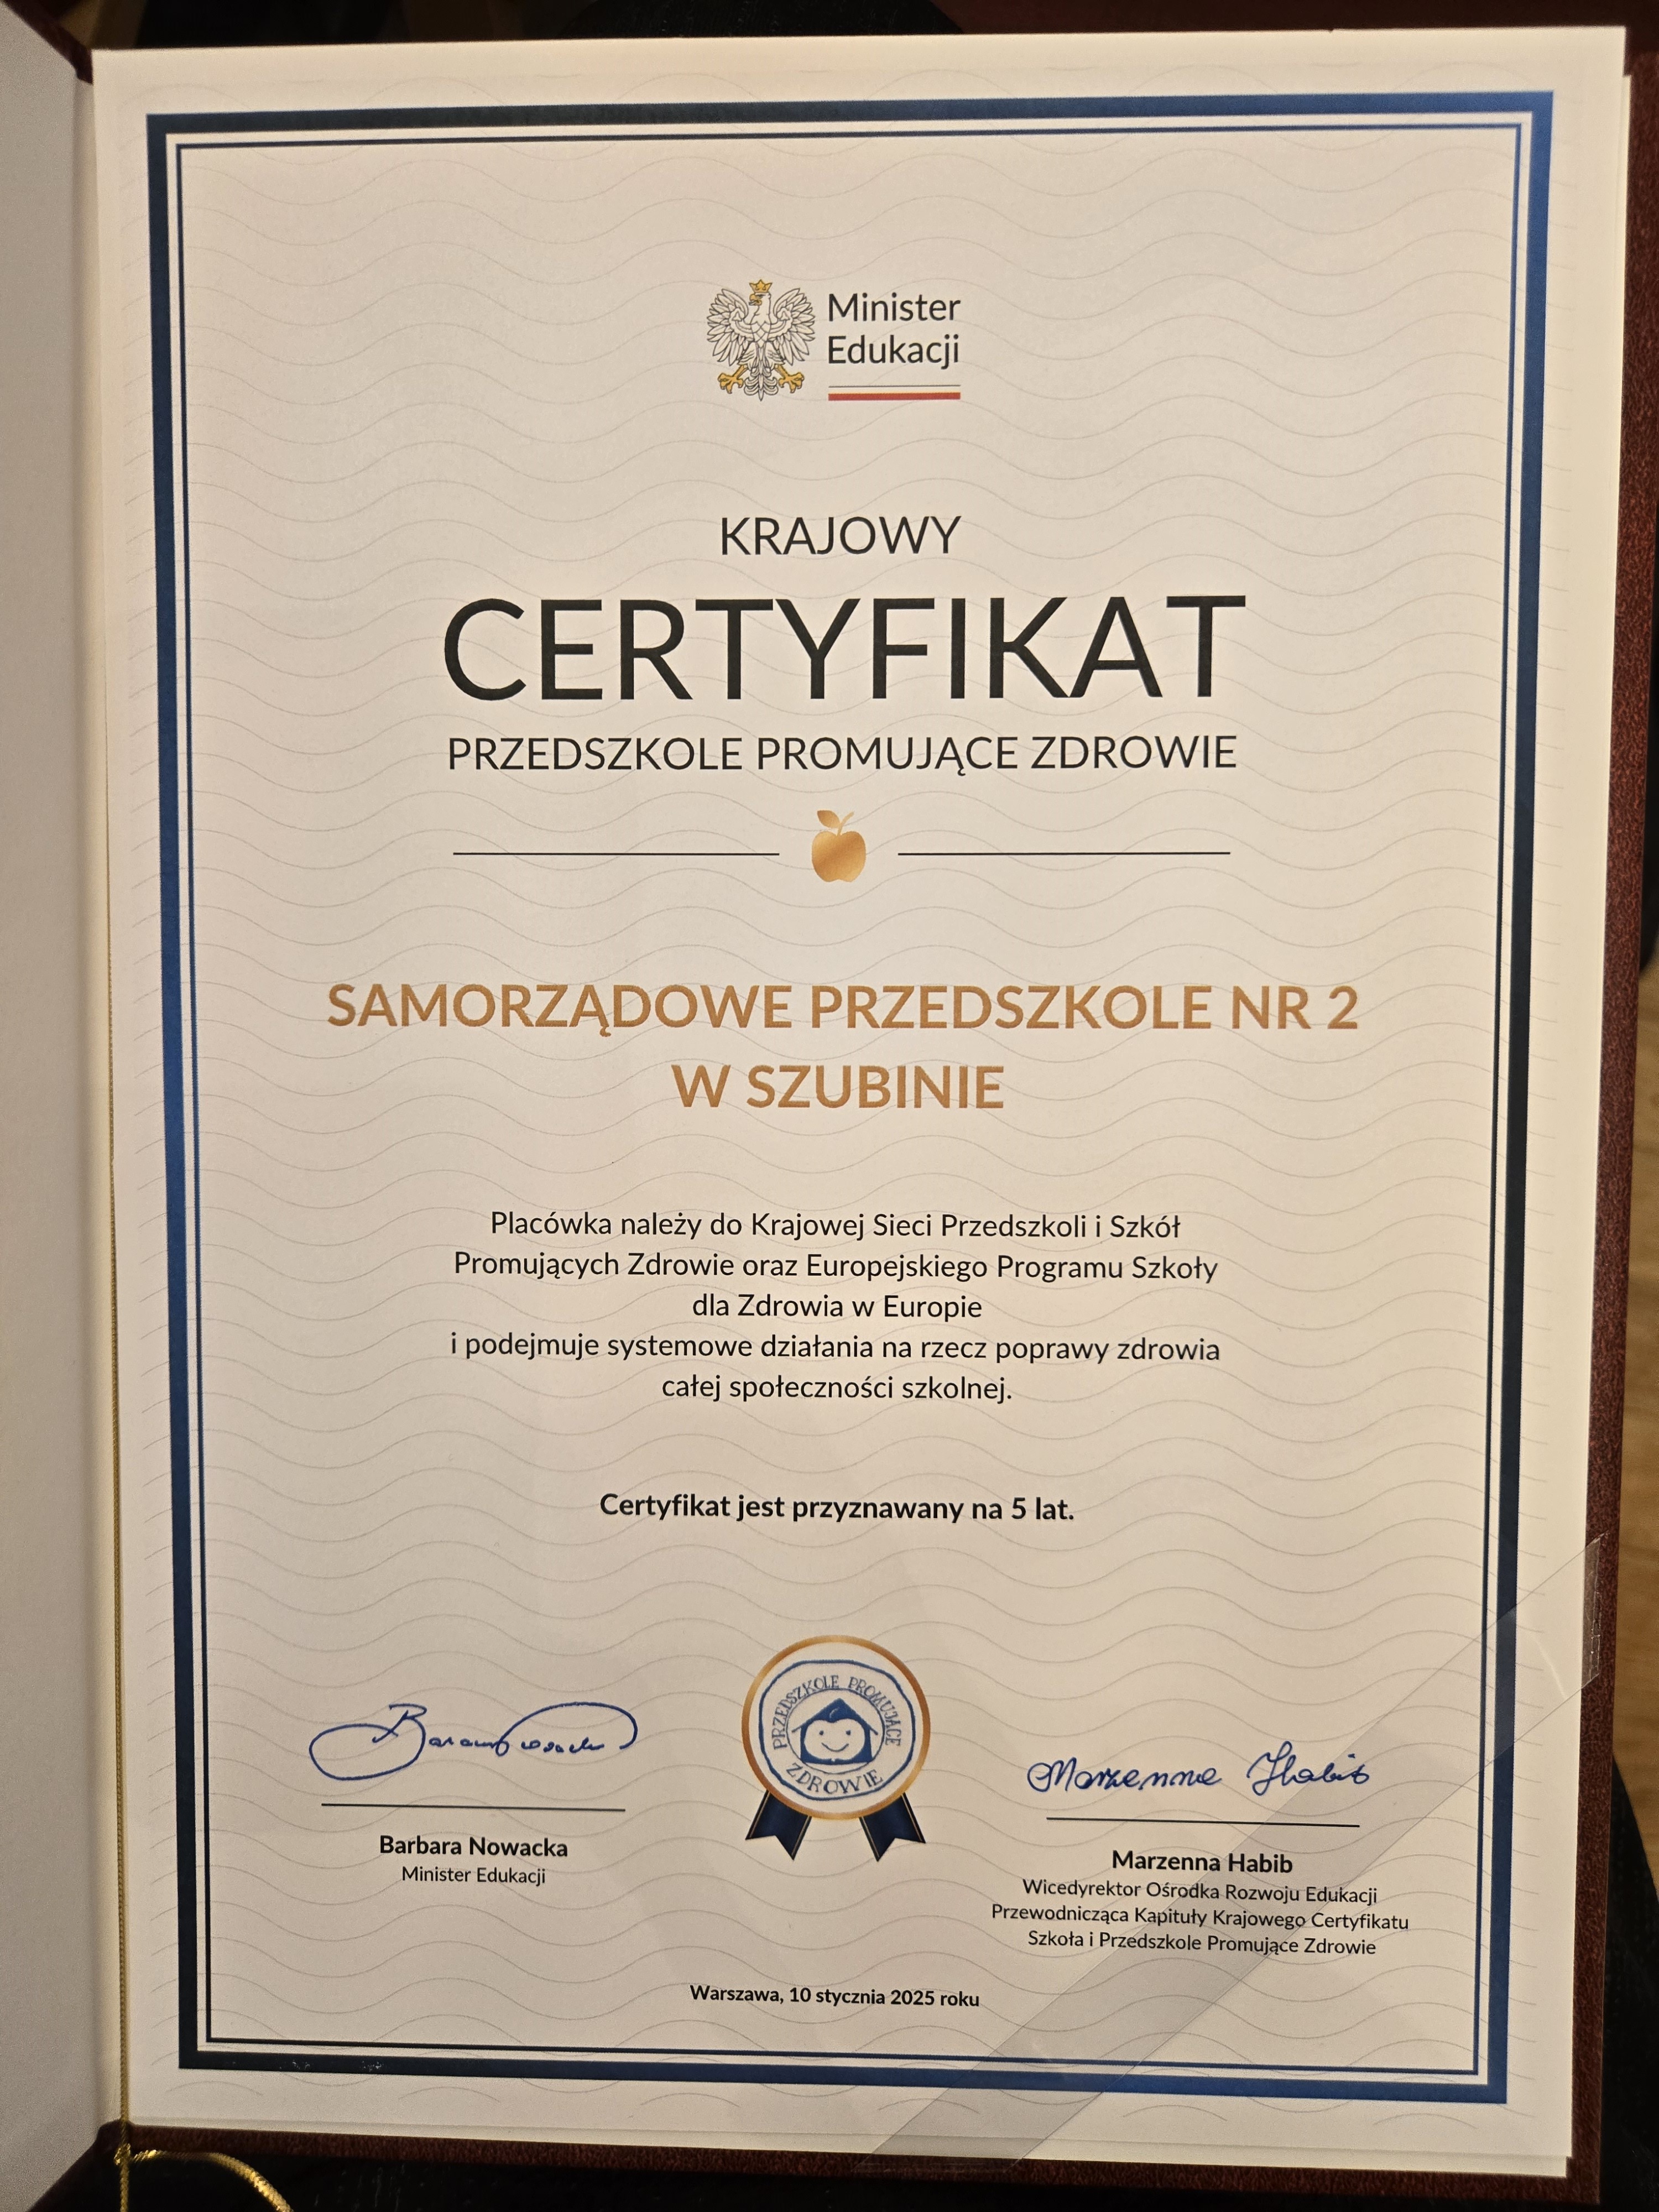 Minister
Edukacji
KRAJOWY
CERTYFIKAT
PRZEDSZKOLE PROMUJĄCE ZDROWIE
SAMORZĄDOWE PRZEDSZKOLE NR 2
W SZUBINIE
Placówka należy do Krajowej Sieci Przedszkoli i Szkół
Promujących Zdrowie oraz Europejskiego Programu Szkoły
dla Zdrowia w Europie
i podejmuje systemowe działania na rzecz poprawy zdrowia
całej społeczności szkolnej.
Certyfikat jest przyznawany na 5 lat.
PRZEDSZKOLE PROMUJĄCE
ZDROWIE
Barbara Nowacka
Minister Edukacji
Marzenna Habib
Marzenna Habib
Wicedyrektor Ośrodka Rozwoju Edukacji
Przewodnicząca Kapituły Krajowego Certyfikatu
Szkoła i Przedszkole Promujące Zdrowie
Warszawa, 10 stycznia 2025 roku